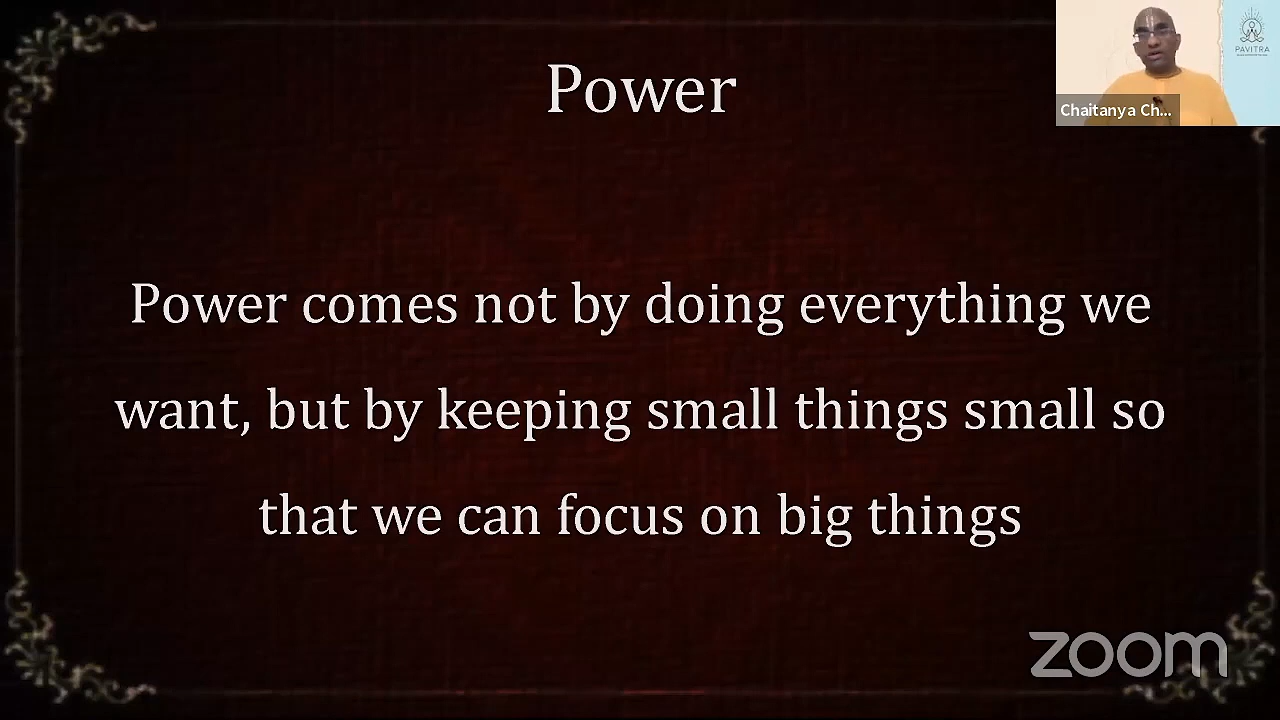 Power
PAVITRA
Chaitanya Ch...
Power comes not by doing everything we
want, but by keeping small things small so
that we can focus on big things
zoom